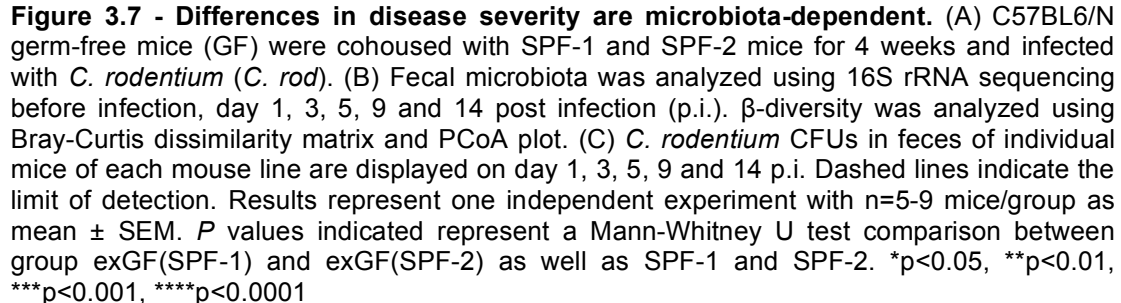 Figure 3.7 - Differences in disease severity are microbiota-dependent. (A) C57BL6/N
germ-free mice (GF) were cohoused with SPF-1 and SPF-2 mice for 4 weeks and infected
with C. rodentium (C. rod). (B) Fecal microbiota was analyzed using 16S rRNA sequencing
before infection, day 1, 3, 5, 9 and 14 post infection (p.i.). β-diversity was analyzed using
Bray-Curtis dissimilarity matrix and PCoA plot. (C) C. rodentium CFUs in feces of individual
mice of each mouse line are displayed on day 1, 3, 5, 9 and 14 p.i. Dashed lines indicate the
limit of detection. Results represent one independent experiment with n=5-9 mice/group as
mean ± SEM. P values indicated represent a Mann-Whitney U test comparison between
group exGF(SPF-1) and exGF(SPF-2) as well as SPF-1 and SPF-2. *p<0.05, **p<0.01,
***p<0.001, ****p<0.0001